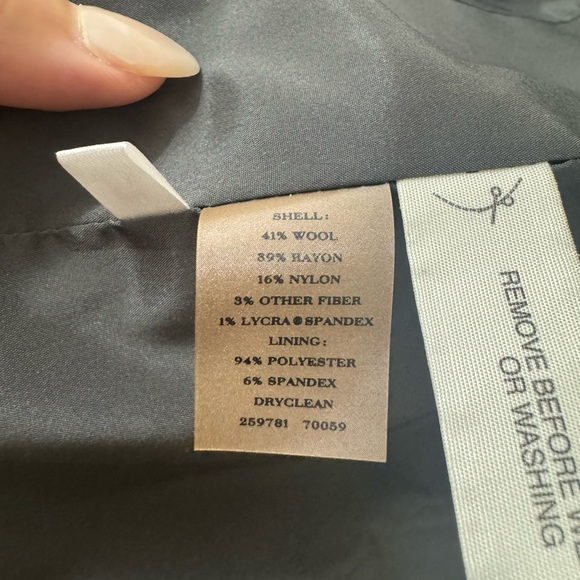 SHELL:
41% WOOL
39% RAYON
16% NYLON
3% OTHER FIBER
1% LYCRA®SPANDEX
LINING:
94% POLYESTER
6% SPANDEX
DRYCLEAN
259781 70059
REMOVE BEFORE
OR WASHING